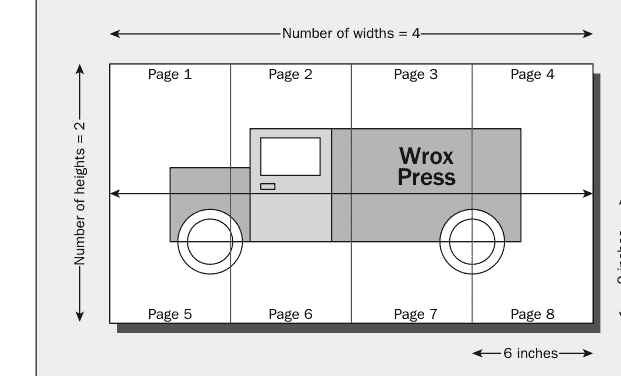 Number of widths = 4
Page 1
Page 2
Page 3
Page 4
Number of heights = 2
Wrox
Press
Page 5
Page 6
Page 7
Page 8
6 inches